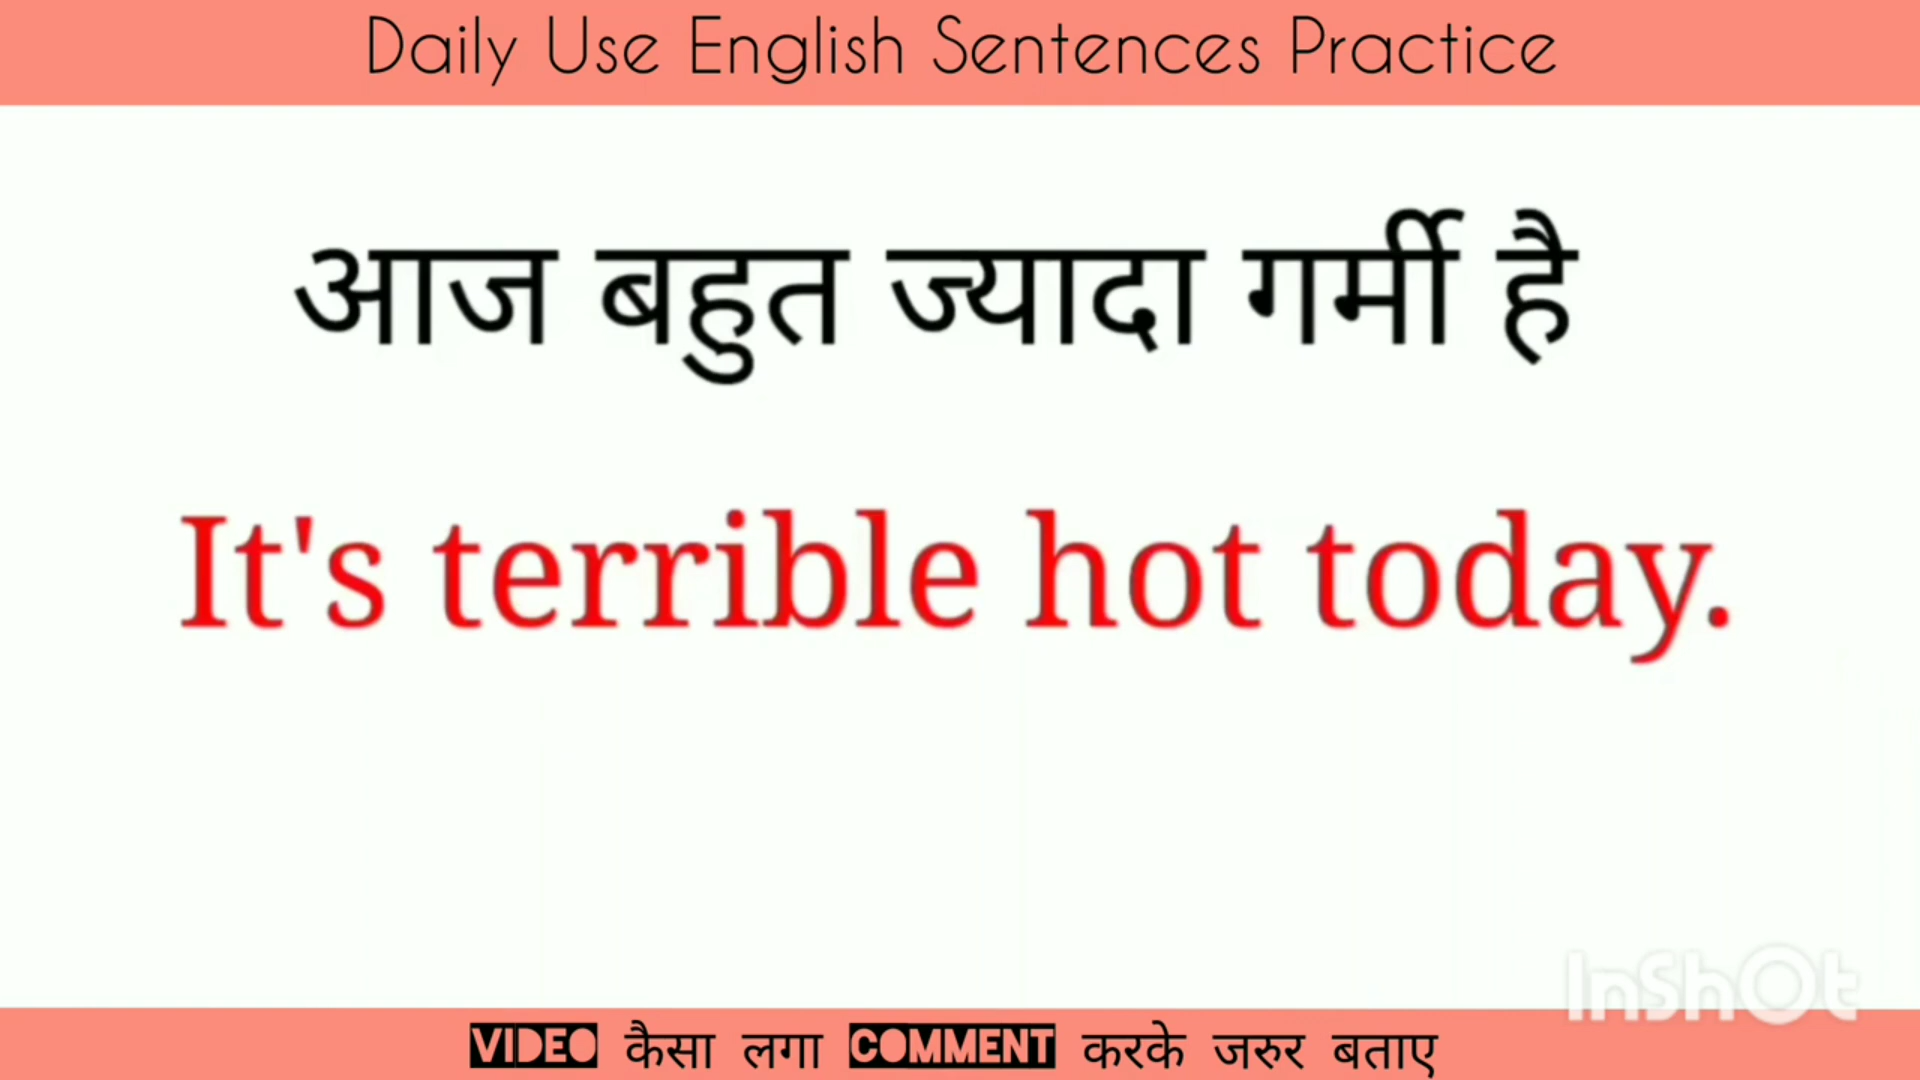 Daily Use English Sentences Practice
आज बहुत ज्यादा गर्मी है
It's terrible hot today.
InShOt
VIDEO कैसा लगा COMMENT करके जरुर बताए